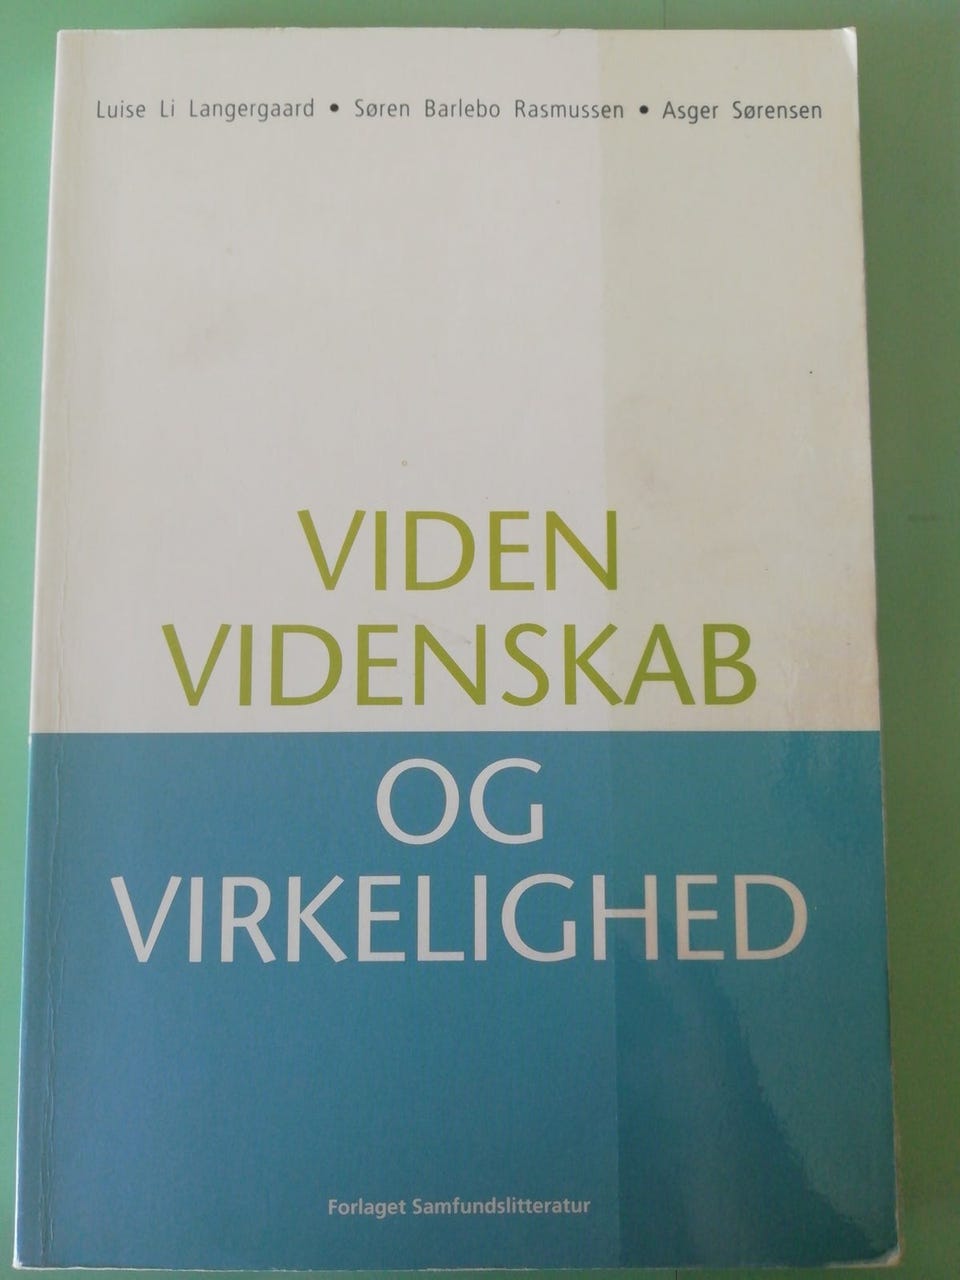 Luise Li Langergaard • Søren Barlebo Rasmussen • Asger Sørensen
VIDEN
VIDENSKAB
OG
VIRKELIGHED
Forlaget Samfundslitteratur